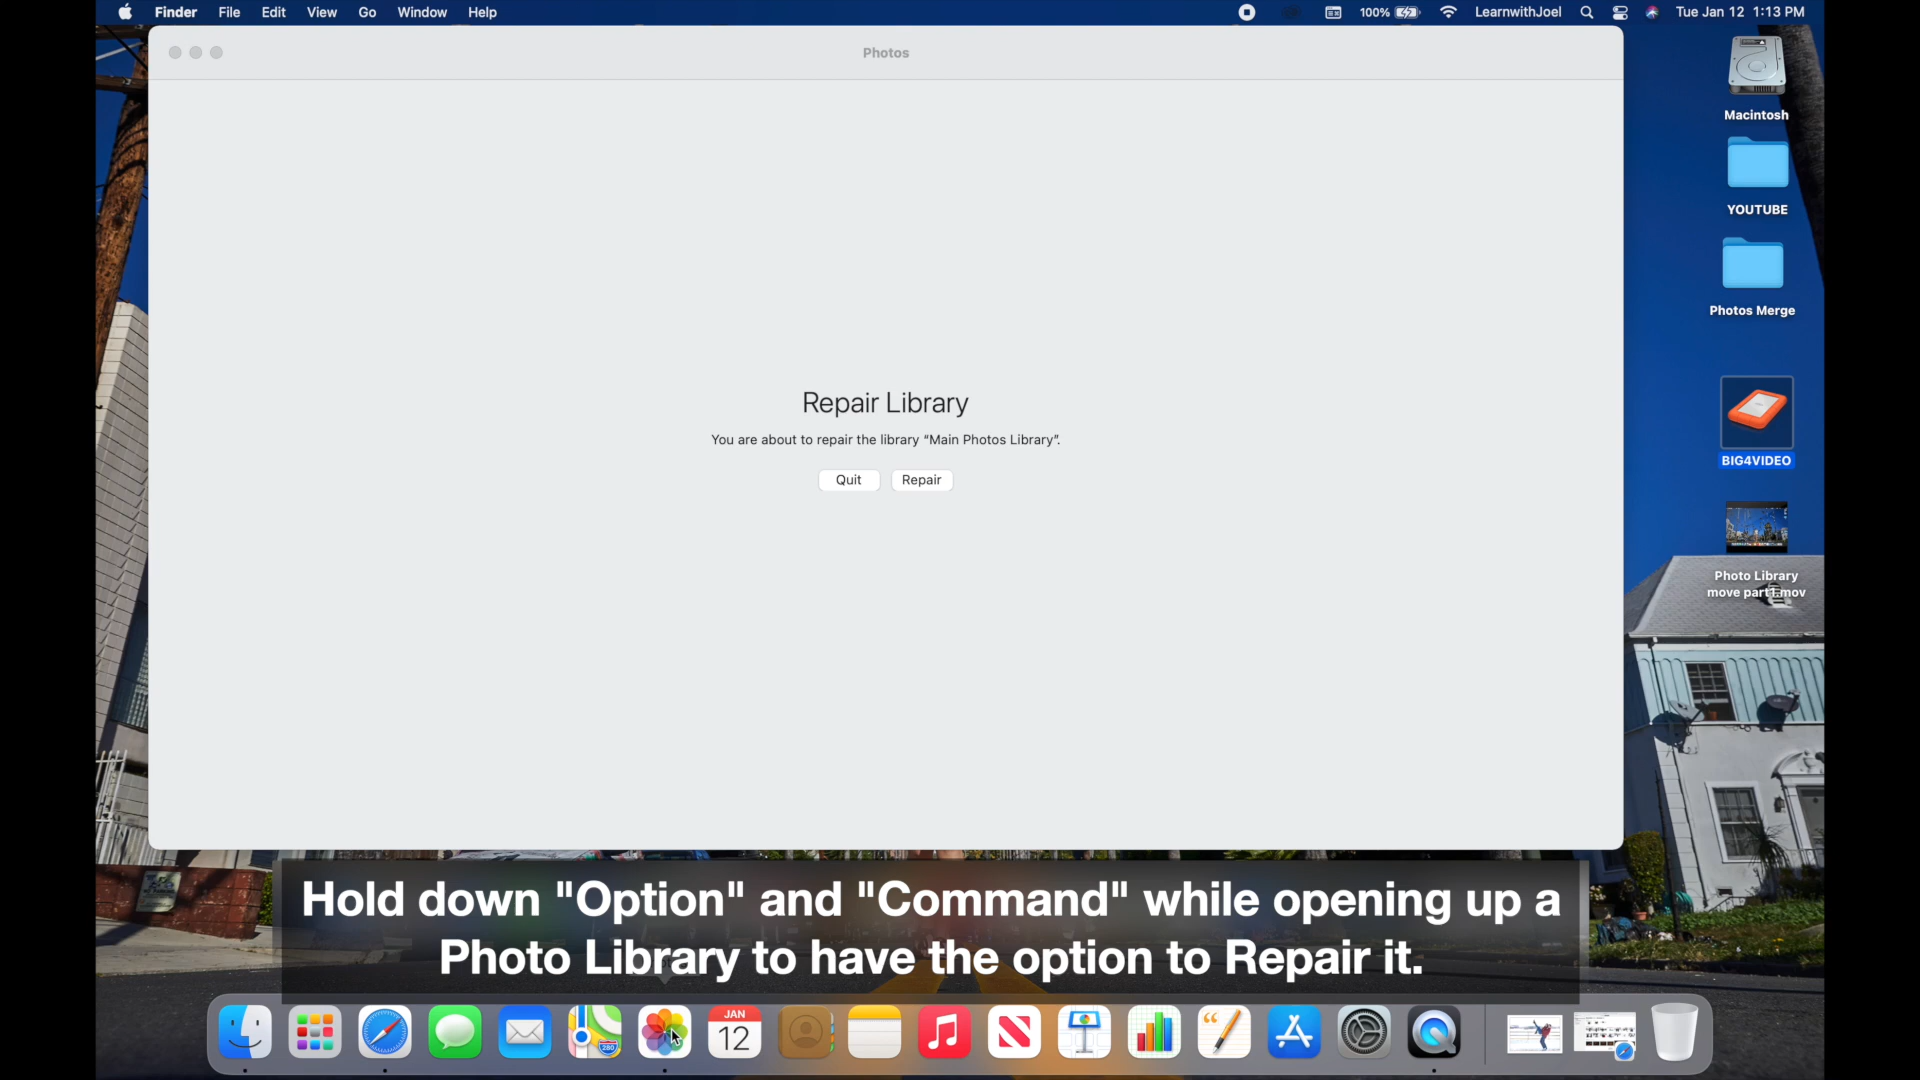 Finder File Edit View Go Window Help 100% LearnwithJoel Tue Jan 12 1:13 PM
Photos
Macintosh
YOUTUBE
Photos Merge
Repair Library
You are about to repair the library “Main Photos Library”.
Quit Repair
BIG4VIDEO
Photo Library
move part1.mov
Hold down "Option" and "Command" while opening up a
Photo Library to have the option to Repair it.
JAN
12
280